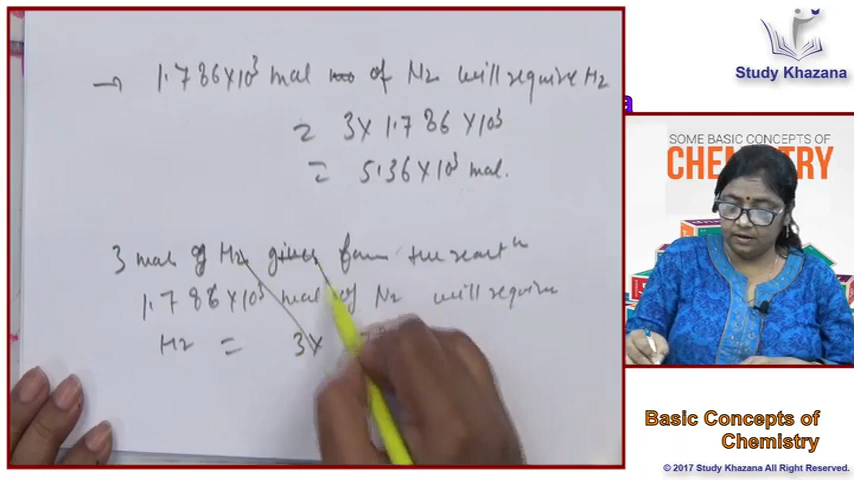 → 1.786×10³ mol of N₂ will require H₂
= 3× 1.786 ×10³
= 5.36×10³ mol.
3 mol of H₂ gives from the reactn
1.786×10³ mol of N₂ will require
H₂ = 3×
Study Khazana
SOME BASIC CONCEPTS OF
CHEMISTRY
Basic Concepts of
Chemistry
© 2017 Study Khazana All Right Reserved.